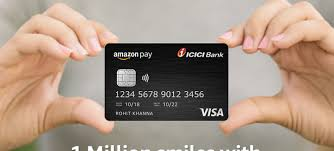 amazon pay ICICI Bank
1234 5678 9012 3456
10/18 10/22
ROHIT KHANNA VISA
1 Million smiles with